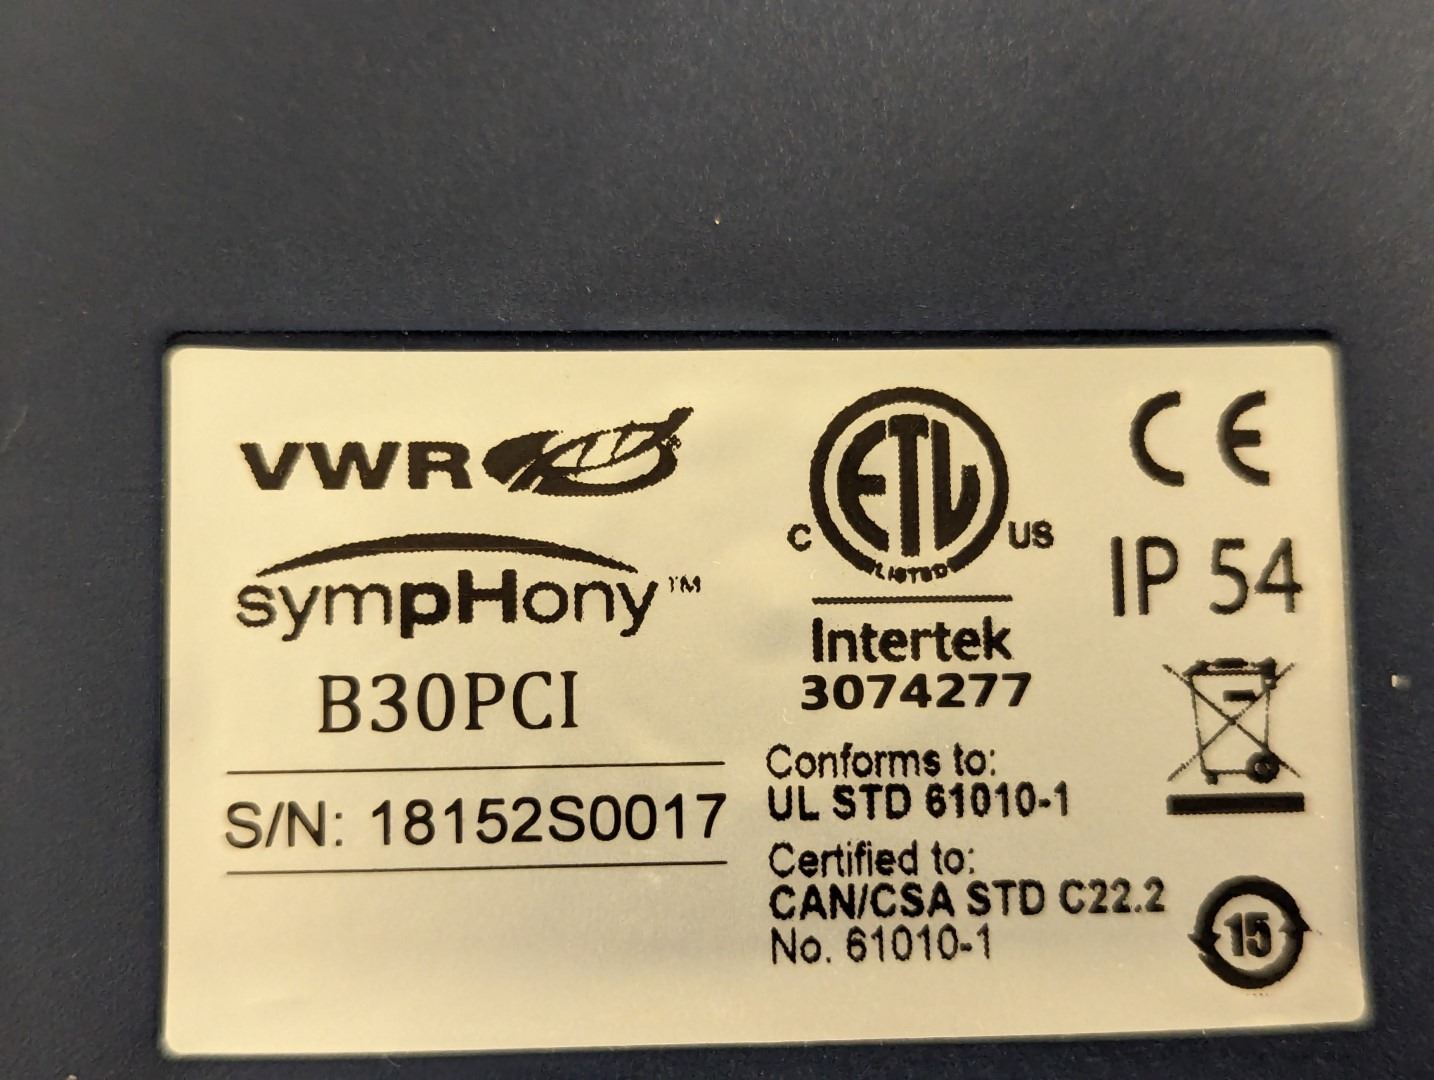 VWR®
sympHony™
B30PCI
S/N: 18152S0017
ETL
LISTED
C US
Intertek
3074277
Conforms to:
UL STD 61010-1
Certified to:
CAN/CSA STD C22.2
No. 61010-1
CE
IP 54
15